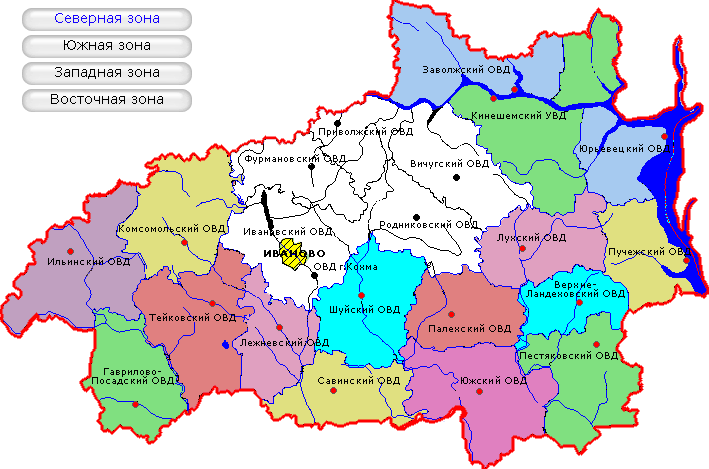 Северная зона
Южная зона
Западная зона
Восточная зона
Заволжский ОВД
Кинешемский УВД
Приволжский ОВД
Юрьевецкий ОВД
Фурмановский ОВД
Вичугский ОВД
Комсомольский ОВД
Ивановский ОВД
Родниковский ОВД
Лухский ОВД
Пучежский ОВД
ИВАНОВО
Ильинский ОВД
ОВД г.Кохма
Верхне-
Ландеховский ОВД
Тейковский ОВД
Шуйский ОВД
Палехский ОВД
Лежневский ОВД
Пестяковский ОВД
Гаврилово-
Посадский ОВД
Савинский ОВД
Южский ОВД